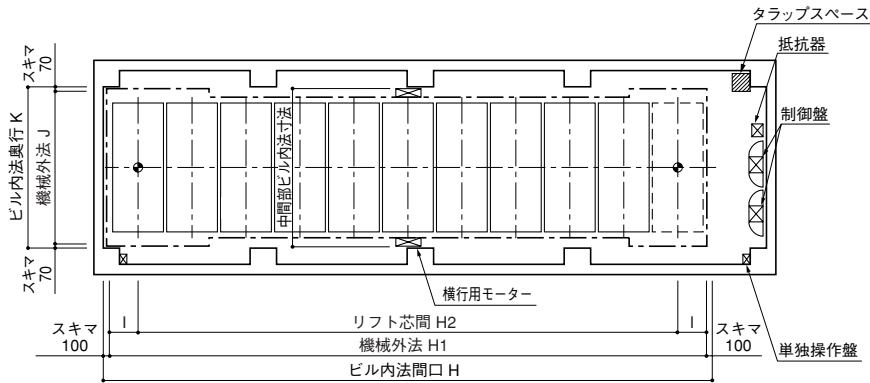 タラップスペース
抵抗器
制御盤
スキマ
70
ビル内法奥行 K
機械外法 J
スキマ
70
中間部ビル内法寸法
横行用モーター
単独操作盤
I
リフト芯間 H2
I
スキマ
100
機械外法 H1
スキマ
100
ビル内法間口 H